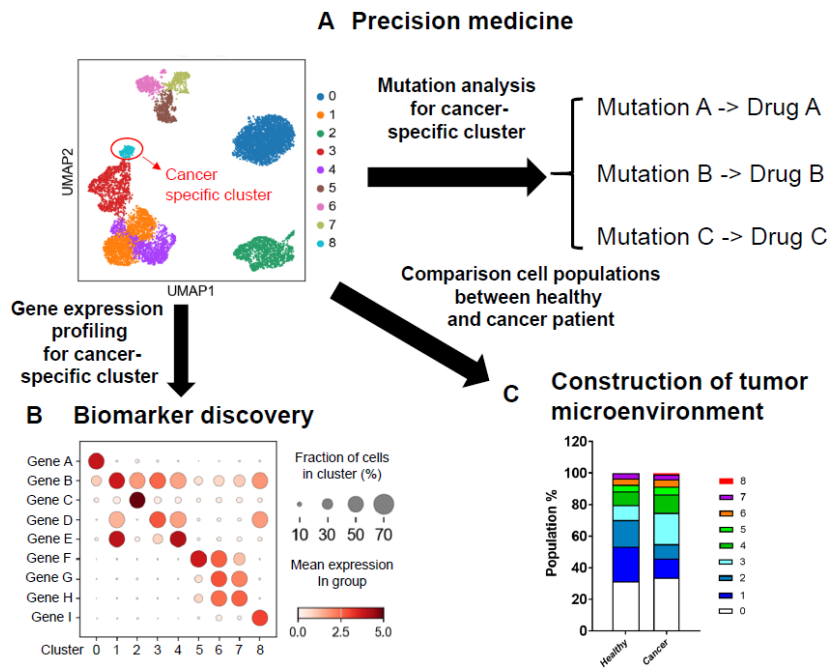 A Precision medicine
UMAP2
UMAP1
0
1
2
3
4
5
6
7
8
Cancer
specific cluster
Mutation analysis
for cancer-
specific cluster
Mutation A -> Drug A
Mutation B -> Drug B
Mutation C -> Drug C
Comparison cell populations
between healthy
and cancer patient
Gene expression
profiling
for cancer-
specific cluster
B Biomarker discovery
Gene A
Gene B
Gene C
Gene D
Gene E
Gene F
Gene G
Gene H
Gene I
Cluster 0 1 2 3 4 5 6 7 8
Fraction of cells
in cluster (%)
10 30 50 70
Mean expression
In group
0.0 2.5 5.0
C Construction of tumor
microenvironment
Population %
120
100
80
60
40
20
0
Healthy
Cancer
8
7
6
5
4
3
2
1
0